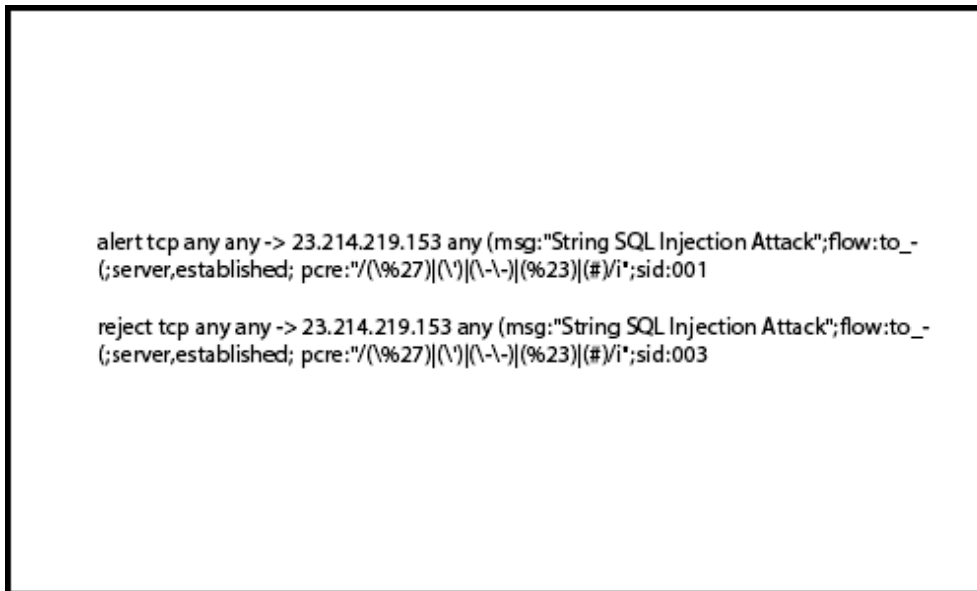 alert tcp any any -> 23.214.219.153 any (msg:"String SQL Injection Attack";flow:to_-
(;server,established; pcre:"/(\%27)|(\')|(\-\-)|(%23)|(#)/i";sid:001
reject tcp any any -> 23.214.219.153 any (msg:"String SQL Injection Attack";flow:to_-
(;server,established; pcre:"/(\%27)|(\')|(\-\-)|(%23)|(#)/i";sid:003